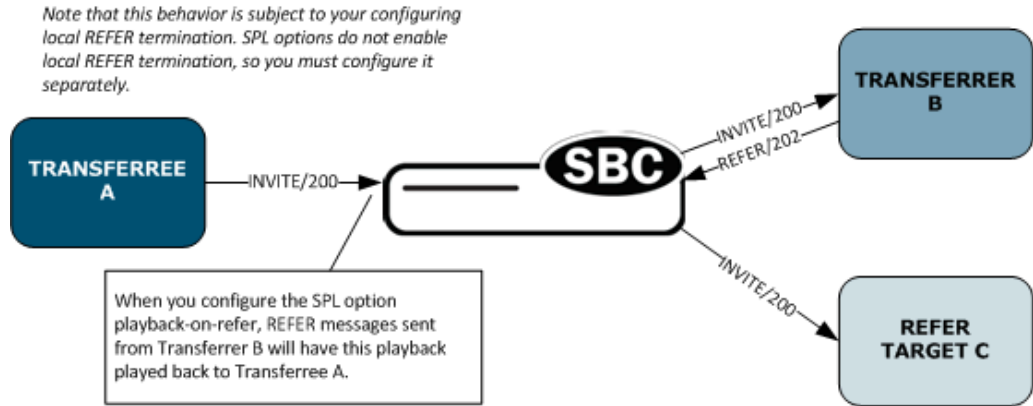 Note that this behavior is subject to your configuring
local REFER termination. SPL options do not enable
local REFER termination, so you must configure it
separately.
TRANSFERREE
A
INVITE/200
SBC
INVITE/200
REFER/202
TRANSFERRER
B
INVITE/200
REFER
TARGET C
When you configure the SPL option
playback-on-refer, REFER messages sent
from Transferrer B will have this playback
played back to Transferree A.